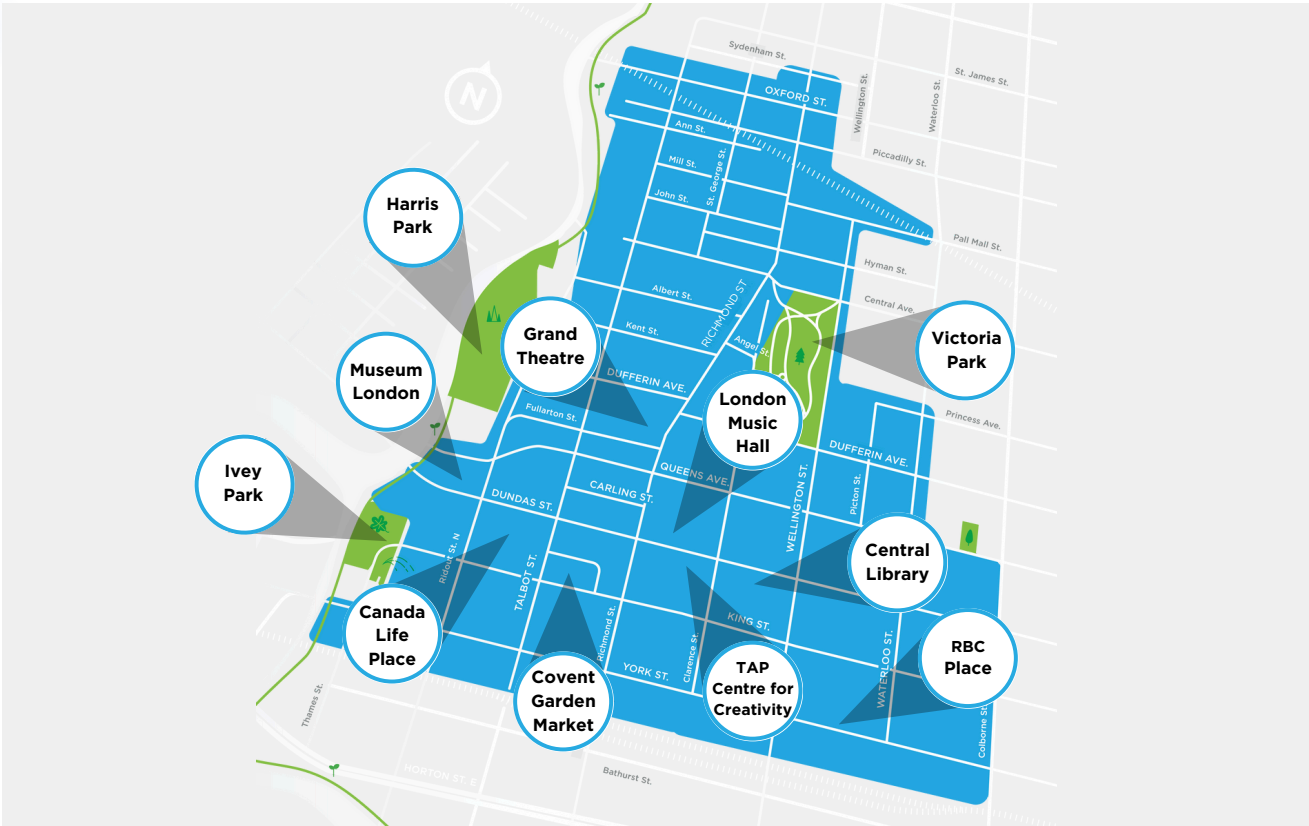 Sydenham St.
St. James St.
OXFORD ST.
Wellington St.
Waterloo St.
N
Ann St.
Piccadilly St.
Mill St.
St. George St.
John St.
Harris
Park
Pall Mall St.
Hyman St.
Albert St.
RICHMOND ST
Central Ave.
Kent St.
Angel St.
Grand
Theatre
Victoria
Park
Museum
London
DUFFERIN AVE.
London
Music
Hall
Fullarton St.
Princess Ave.
DUFFERIN AVE.
Ivey
Park
QUEENS AVE.
CARLING ST.
DUNDAS ST.
WELLINGTON ST.
Picton St.
Central
Library
Ridout St. N
TALBOT ST.
Canada
Life
Place
Richmond St.
KING ST.
Clarence St.
WATERLOO ST.
RBC
Place
YORK ST.
Covent
Garden
Market
TAP
Centre for
Creativity
Thames St.
Colborne St.
HORTON ST. E
Bathurst St.